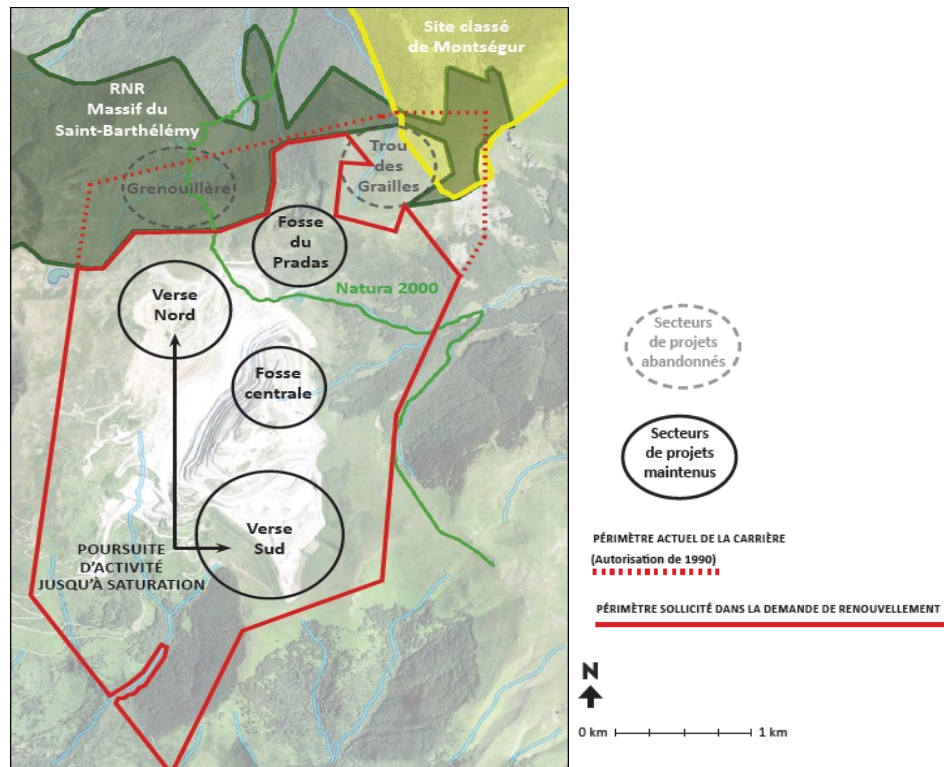 Site classé
de Montségur
RNR
Massif du
Saint-Barthélémy
Grenouillère
Trou
des
Grailles
Fosse
du
Pradas
Natura 2000
Verse
Nord
Fosse
centrale
Verse
Sud
POURSUITE
D'ACTIVITÉ
JUSQU'À SATURATION
Secteurs
de projets
abandonnés
Secteurs
de projets
maintenus
PÉRIMÈTRE ACTUEL DE LA CARRIÈRE
(Autorisation de 1990)
PÉRIMÈTRE SOLLICITÉ DANS LA DEMANDE DE RENOUVELLEMENT
N
0 km
1 km